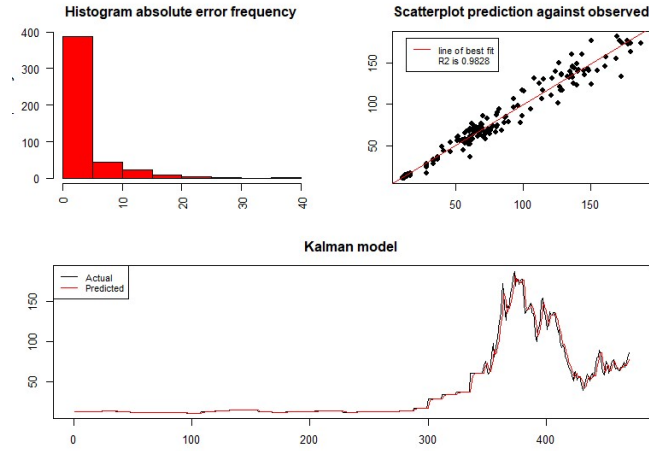 Histogram absolute error frequency
400
300
200
100
0
0 10 20 30 40
Scatterplot prediction against observed
line of best fit
R2 is 0.9828
150
100
50
50 100 150
Kalman model
Actual
Predicted
150
100
50
0 100 200 300 400